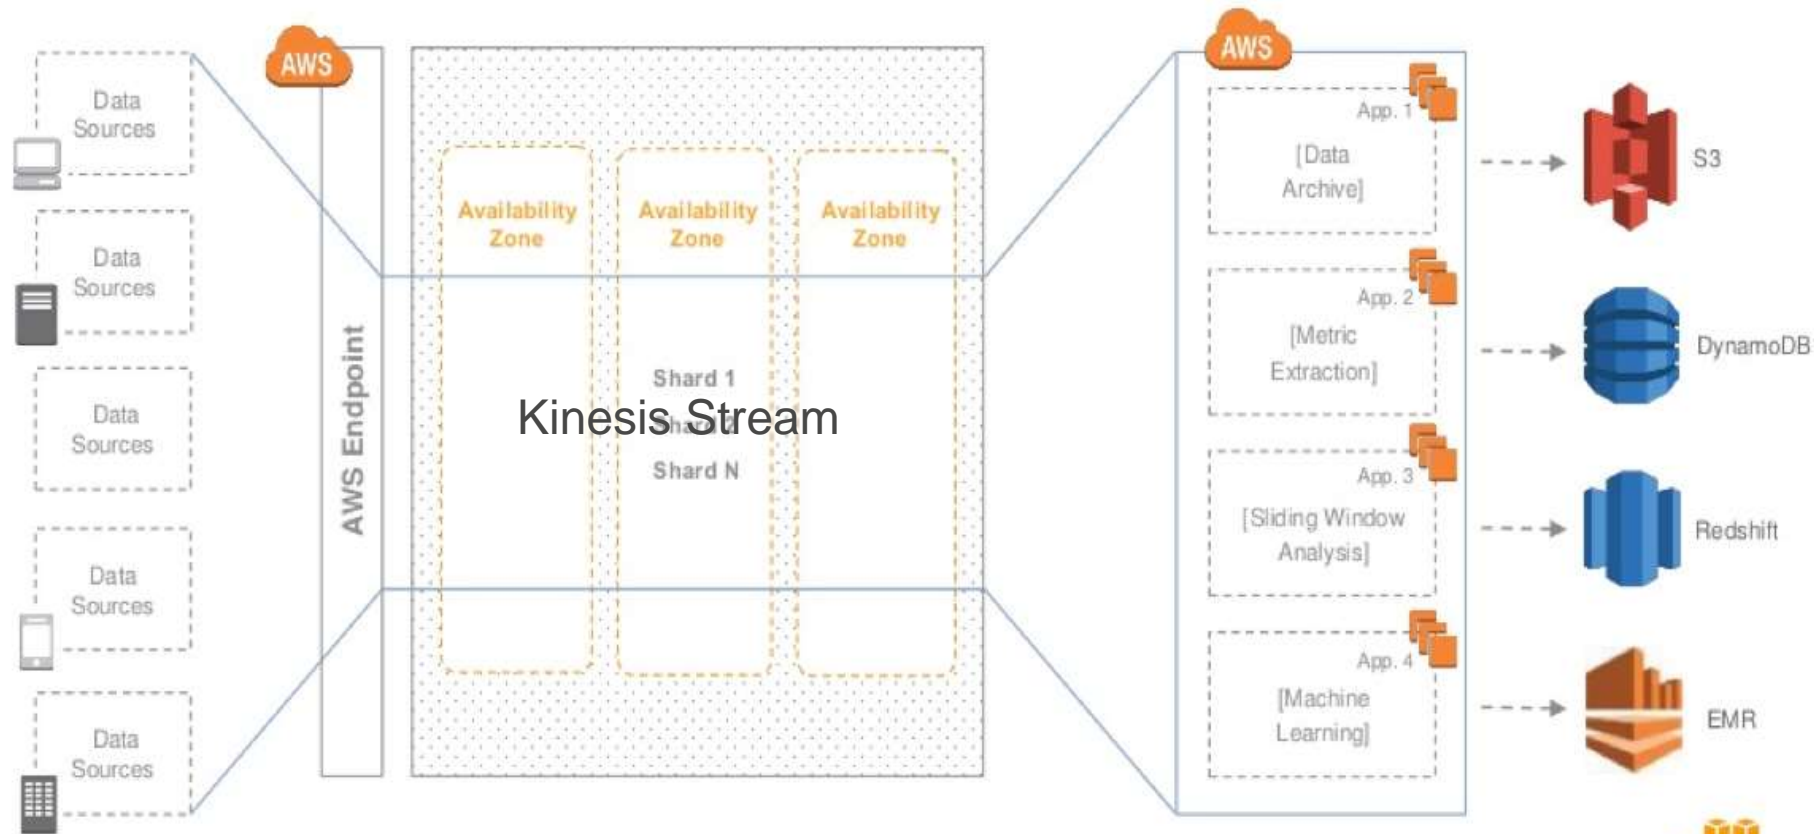 Data
Sources
Data
Sources
Data
Sources
Data
Sources
Data
Sources
AWS
AWS Endpoint
Availability
Zone
Availability
Zone
Availability
Zone
Shard 1
Kinesis Stream
Shard 2
Shard N
AWS
App. 1
[Data
Archive]
App. 2
[Metric
Extraction]
App. 3
[Sliding Window
Analysis]
App. 4
[Machine
Learning]
S3
DynamoDB
Redshift
EMR